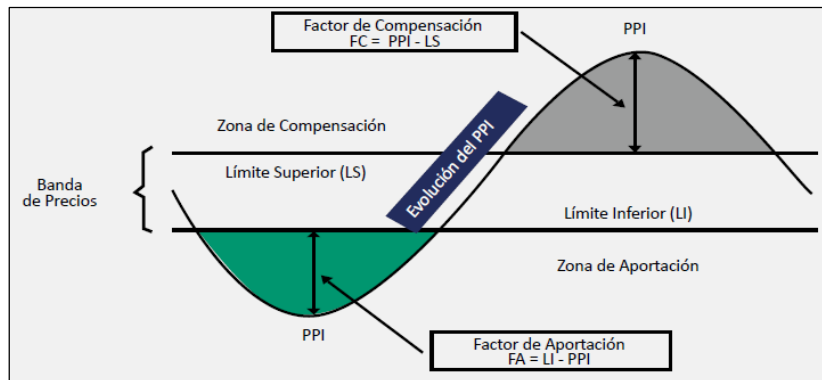 Factor de Compensación
FC = PPI - LS
PPI
Zona de Compensación
Evolución del PPI
Banda
de Precios
Límite Superior (LS)
Límite Inferior (LI)
Zona de Aportación
PPI
Factor de Aportación
FA = LI - PPI